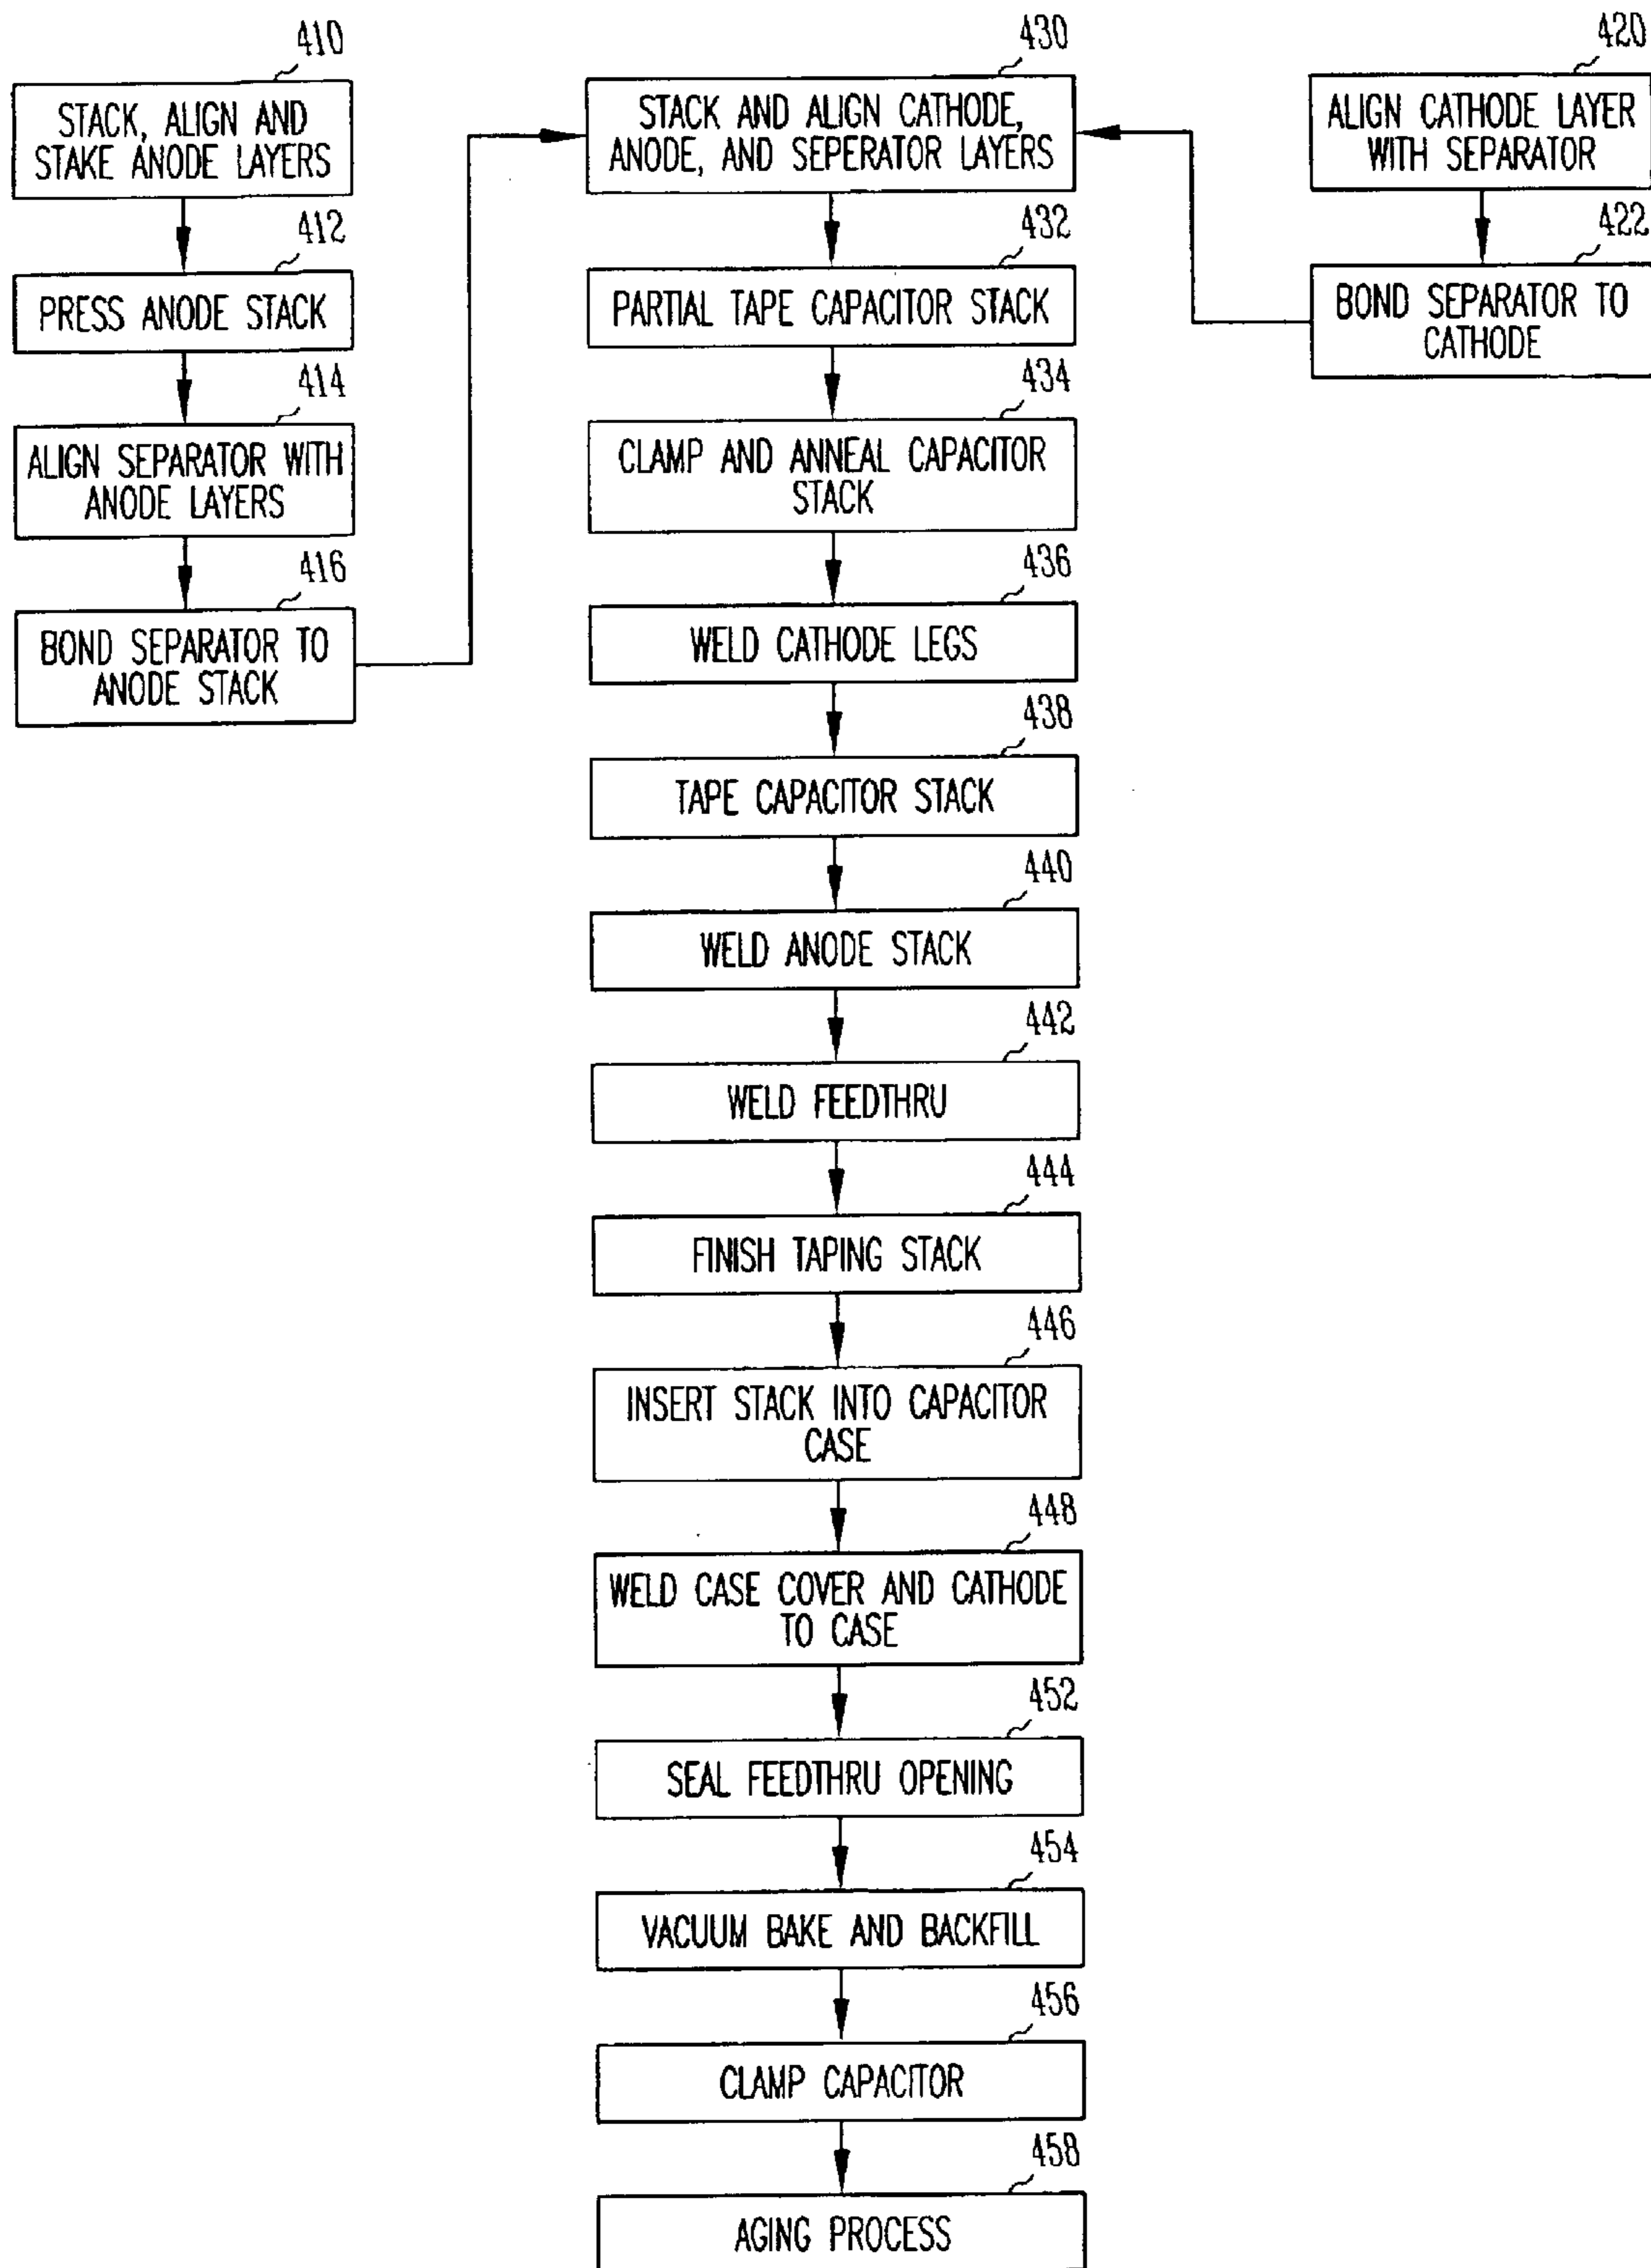 410
STACK, ALIGN AND
STAKE ANODE LAYERS
412
PRESS ANODE STACK
414
ALIGN SEPARATOR WITH
ANODE LAYERS
416
BOND SEPARATOR TO
ANODE STACK
430
STACK AND ALIGN CATHODE,
ANODE, AND SEPERATOR LAYERS
432
PARTIAL TAPE CAPACITOR STACK
434
CLAMP AND ANNEAL CAPACITOR
STACK
436
WELD CATHODE LEGS
438
TAPE CAPACITOR STACK
440
WELD ANODE STACK
442
WELD FEEDTHRU
444
FINISH TAPING STACK
446
INSERT STACK INTO CAPACITOR
CASE
448
WELD CASE COVER AND CATHODE
TO CASE
452
SEAL FEEDTHRU OPENING
454
VACUUM BAKE AND BACKFILL
456
CLAMP CAPACITOR
458
AGING PROCESS
420
ALIGN CATHODE LAYER
WITH SEPARATOR
422
BOND SEPARATOR TO
CATHODE